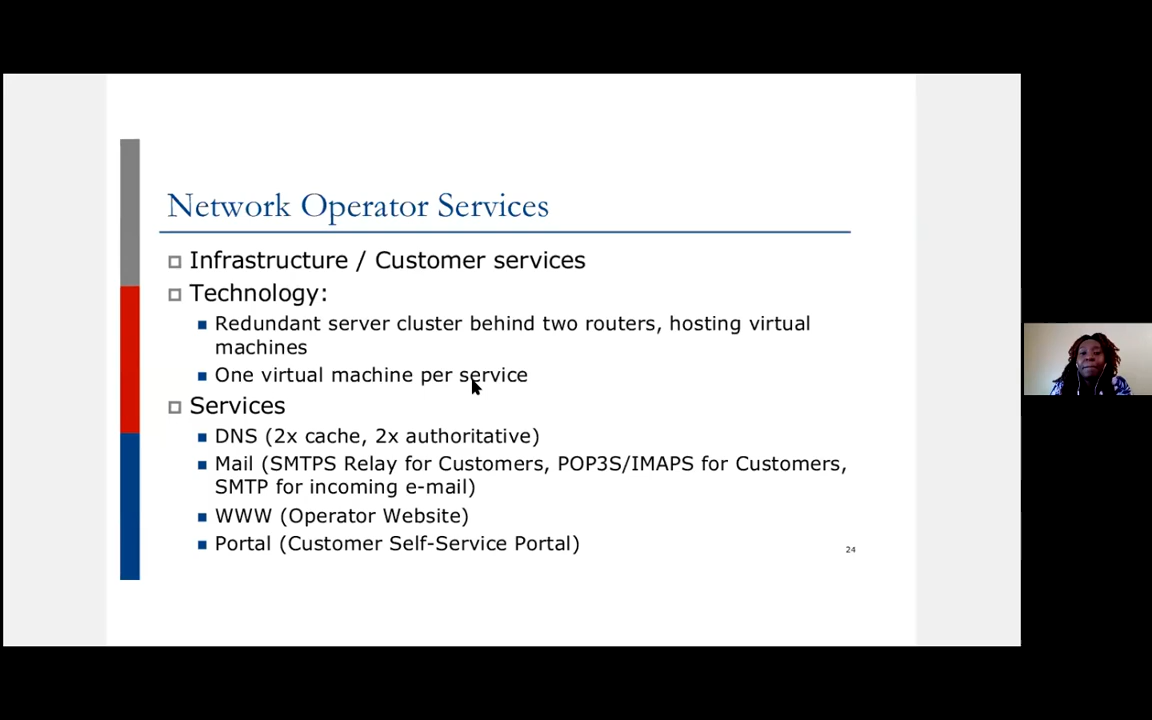 Network Operator Services
Infrastructure / Customer services
Technology:
Redundant server cluster behind two routers, hosting virtual
machines
One virtual machine per service
Services
DNS (2x cache, 2x authoritative)
Mail (SMTPS Relay for Customers, POP3S/IMAPS for Customers,
SMTP for incoming e-mail)
WWW (Operator Website)
Portal (Customer Self-Service Portal)
24